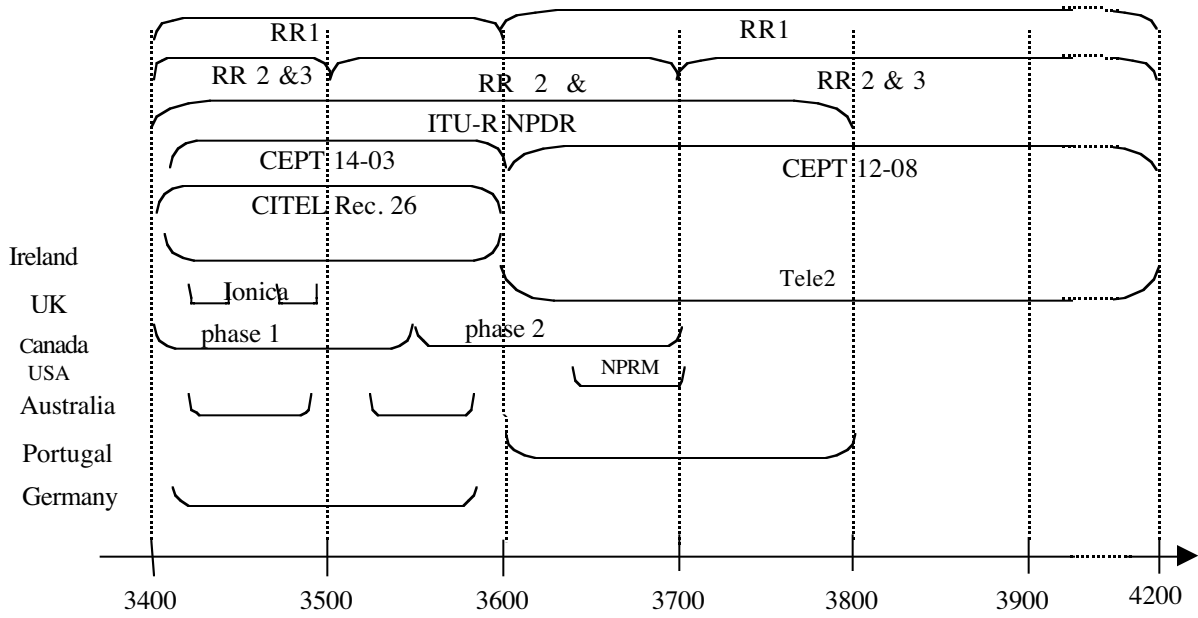 RR1 RR1
RR 2 &3 RR 2 & RR 2 & 3
ITU-R NPDR
CEPT 14-03 CEPT 12-08
CITEL Rec. 26
Ireland
Tele2
UK Ionica
Canada phase 1 phase 2
USA NPRM
Australia
Portugal
Germany
3400 3500 3600 3700 3800 3900 4200